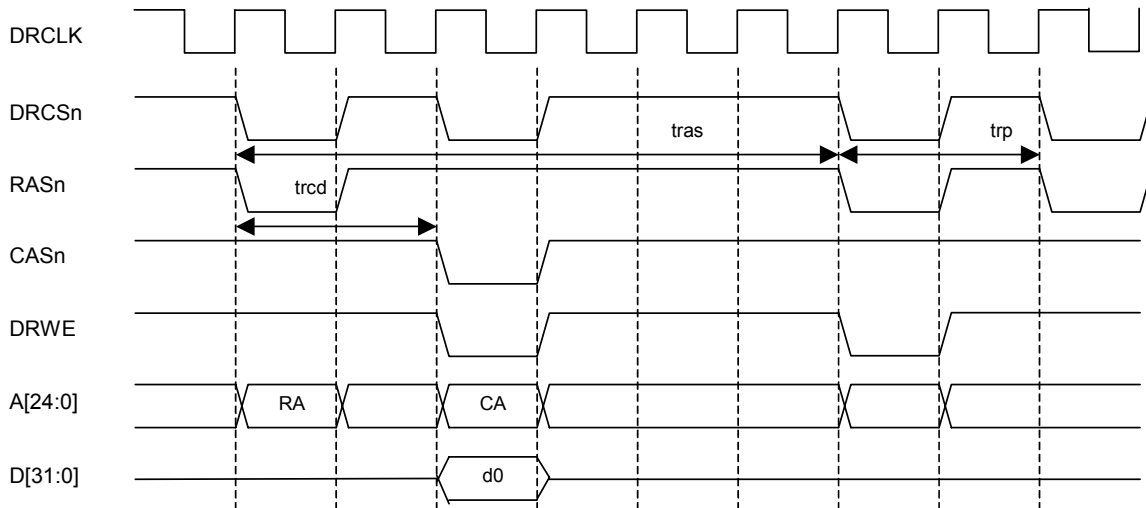 DRCLK
DRCSn
tras
trp
RASn
trcd
CASn
DRWE
A[24:0]
RA
CA
D[31:0]
d0